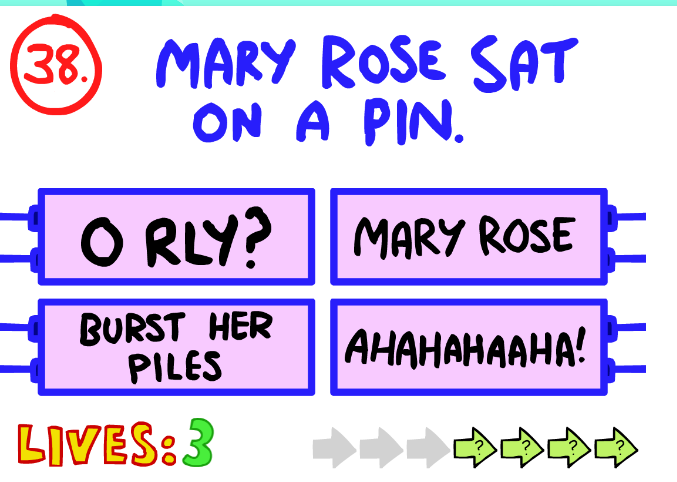 38.
MARY ROSE SAT
ON A PIN.
O RLY?
MARY ROSE
BURST HER
PILES
AHAHAHAAHA!
LIVES:3
? ? ? ?